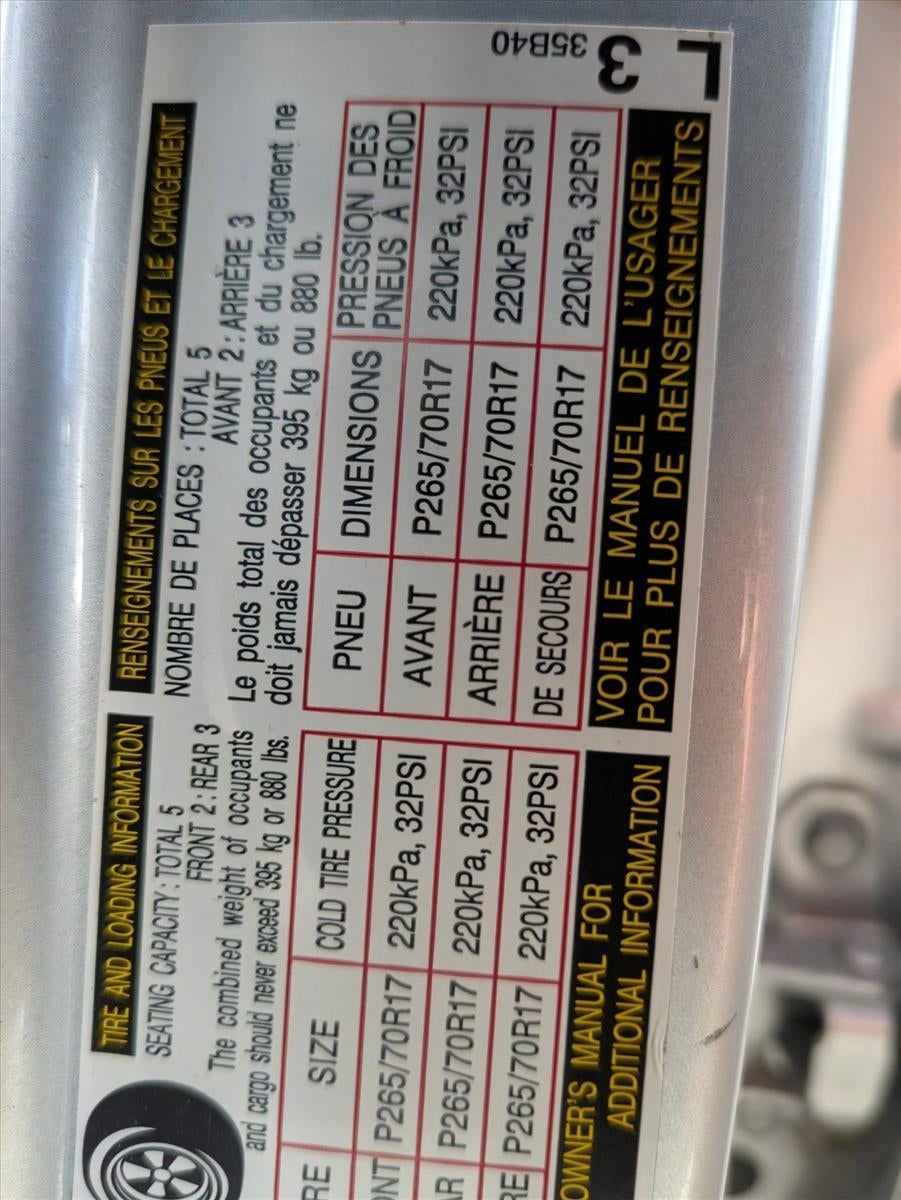 TIRE AND LOADING INFORMATION
SEATING CAPACITY: TOTAL 5
FRONT 2: REAR 3
The combined weight of occupants
and cargo should never exceed 395 kg or 880 lbs.
SIZE COLD TIRE PRESSURE
P265/70R17 220kPa, 32PSI
P265/70R17 220kPa, 32PSI
P265/70R17 220kPa, 32PSI
OWNER'S MANUAL FOR
ADDITIONAL INFORMATION
RENSEIGNEMENTS SUR LES PNEUS ET LE CHARGEMENT
NOMBRE DE PLACES : TOTAL 5
AVANT 2: ARRIÈRE 3
Le poids total des occupants et du chargement ne
doit jamais dépasser 395 kg ou 880 lb.
PNEU DIMENSIONS PRESSION DES
PNEUS À FROID
AVANT P265/70R17 220kPa, 32PSI
ARRIÈRE P265/70R17 220kPa, 32PSI
DE SECOURS P265/70R17 220kPa, 32PSI
VOIR LE MANUEL DE L'USAGER
POUR PLUS DE RENSEIGNEMENTS
35B40
3
L